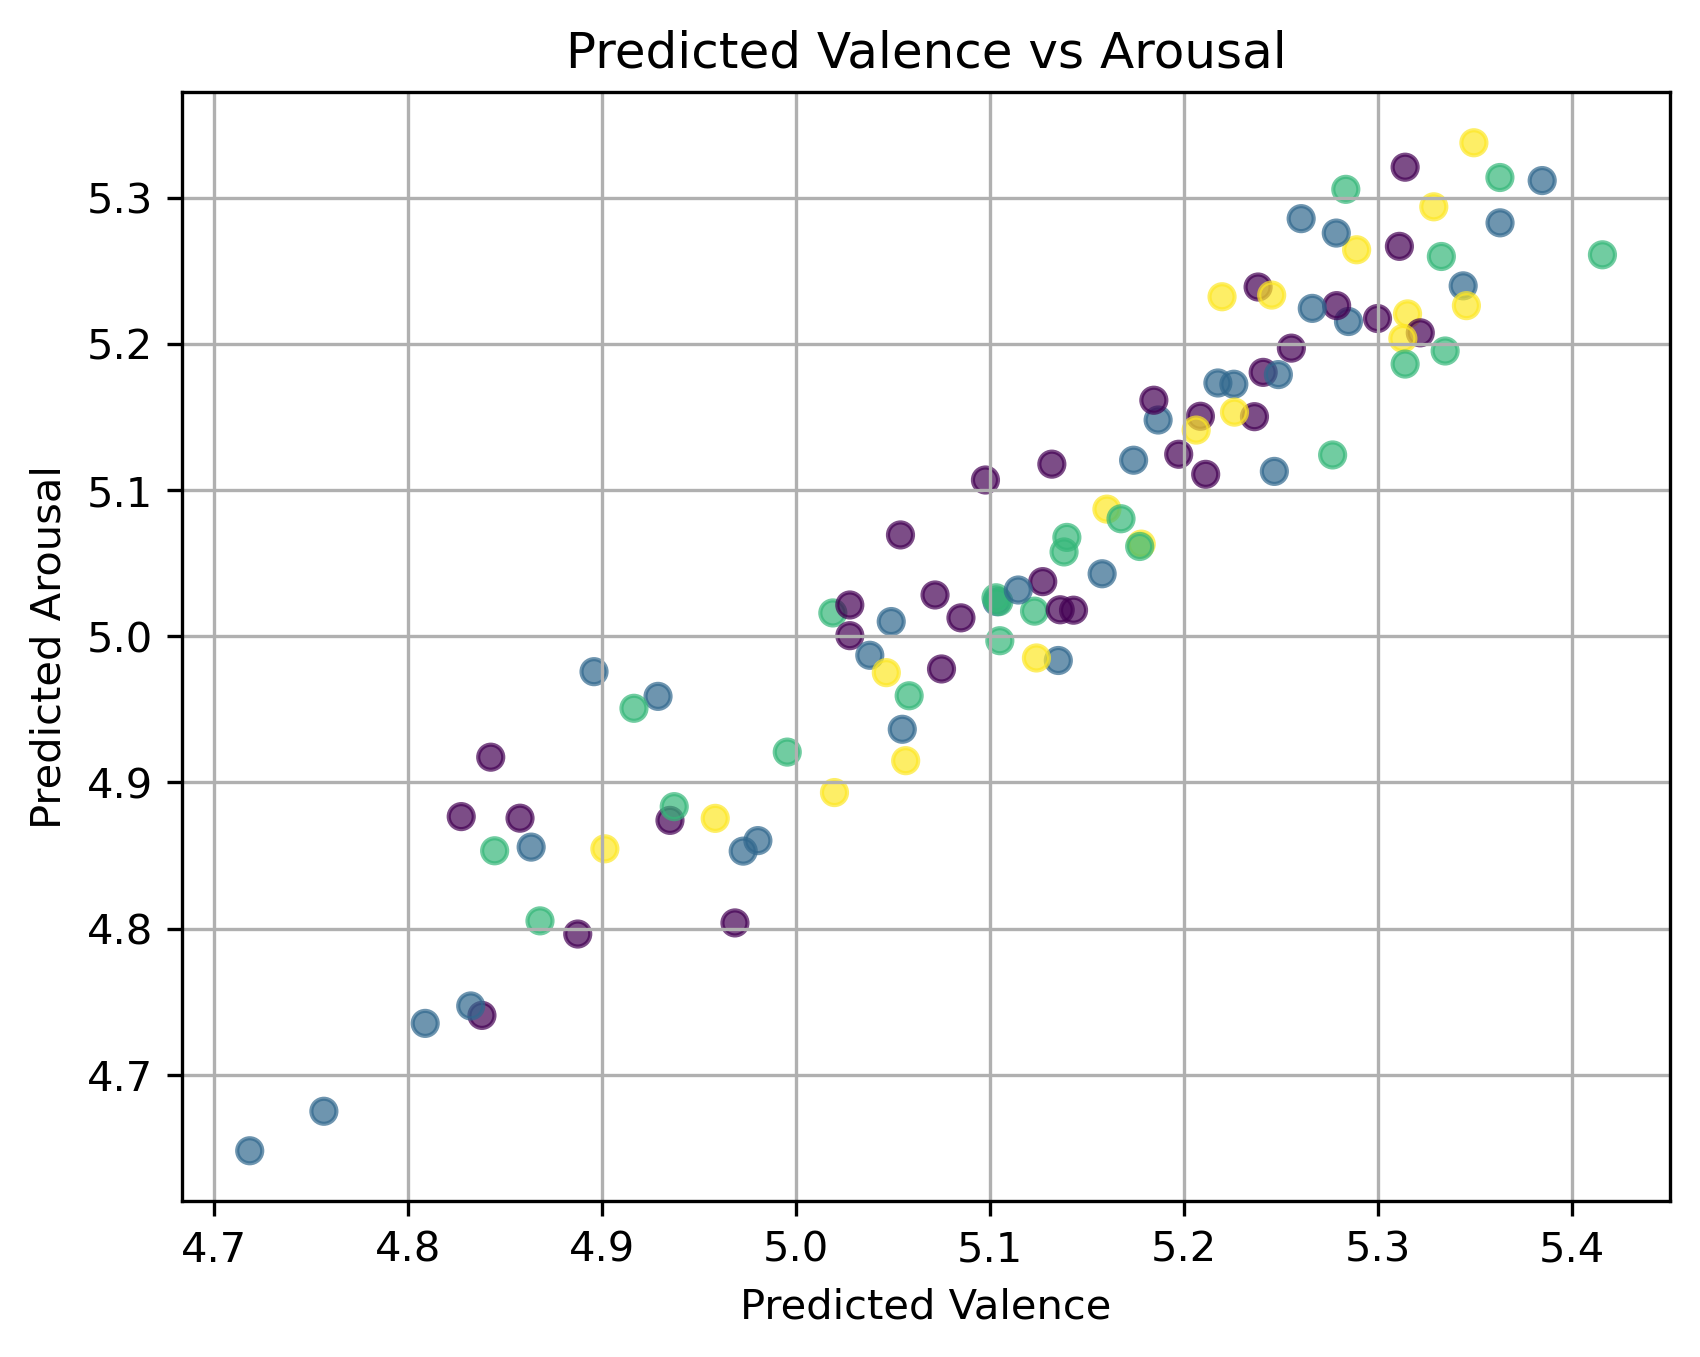 Predicted Valence vs Arousal
5.3
5.2
5.1
5.0
4.9
4.8
4.7
Predicted Arousal
4.7 4.8 4.9 5.0 5.1 5.2 5.3 5.4
Predicted Valence